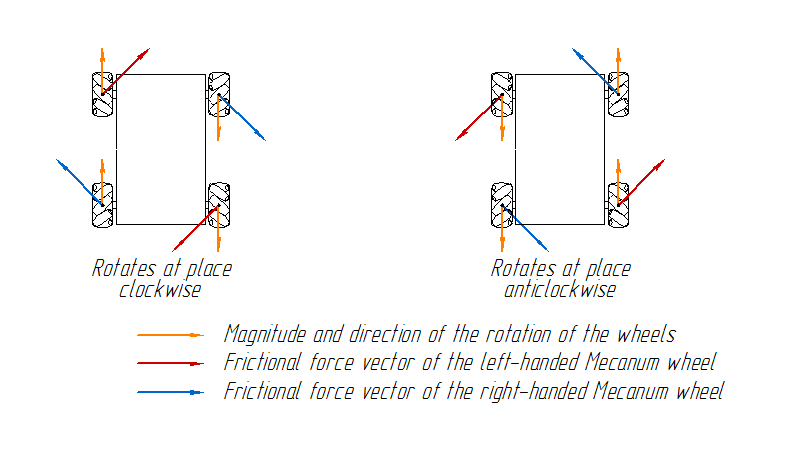 Rotates at place
clockwise
Rotates at place
anticlockwise
Magnitude and direction of the rotation of the wheels
Frictional force vector of the left-handed Mecanum wheel
Frictional force vector of the right-handed Mecanum wheel